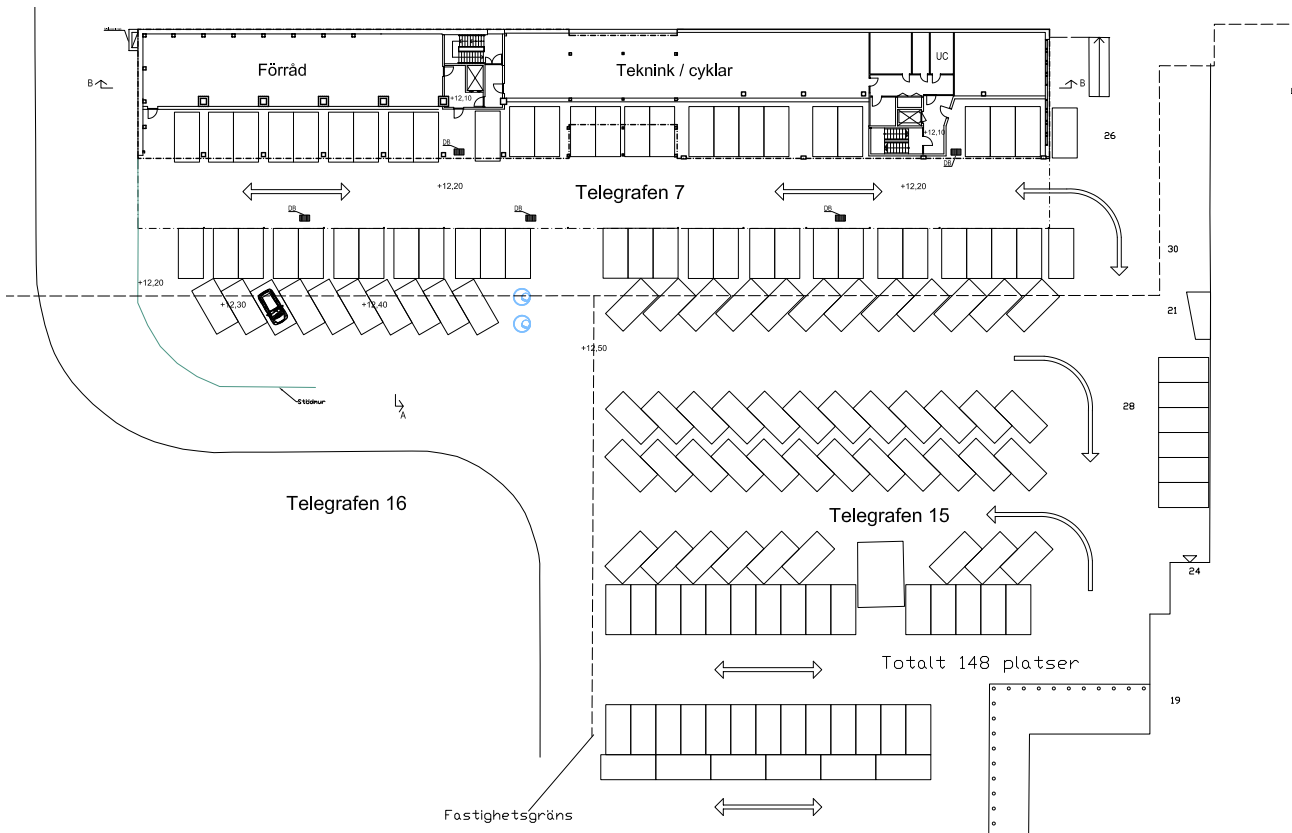 Förråd
Teknink / cyklar
UC
B
B
+12,10
+12,10
26
DB
DB
+12,20
Telegrafen 7
+12,20
DB
DB
DB
30
+12,20
+12,30
+12,40
21
+12,50
Stödmur
A
28
Telegrafen 16
Telegrafen 15
24
Totalt 148 platser
19
Fastighetsgräns